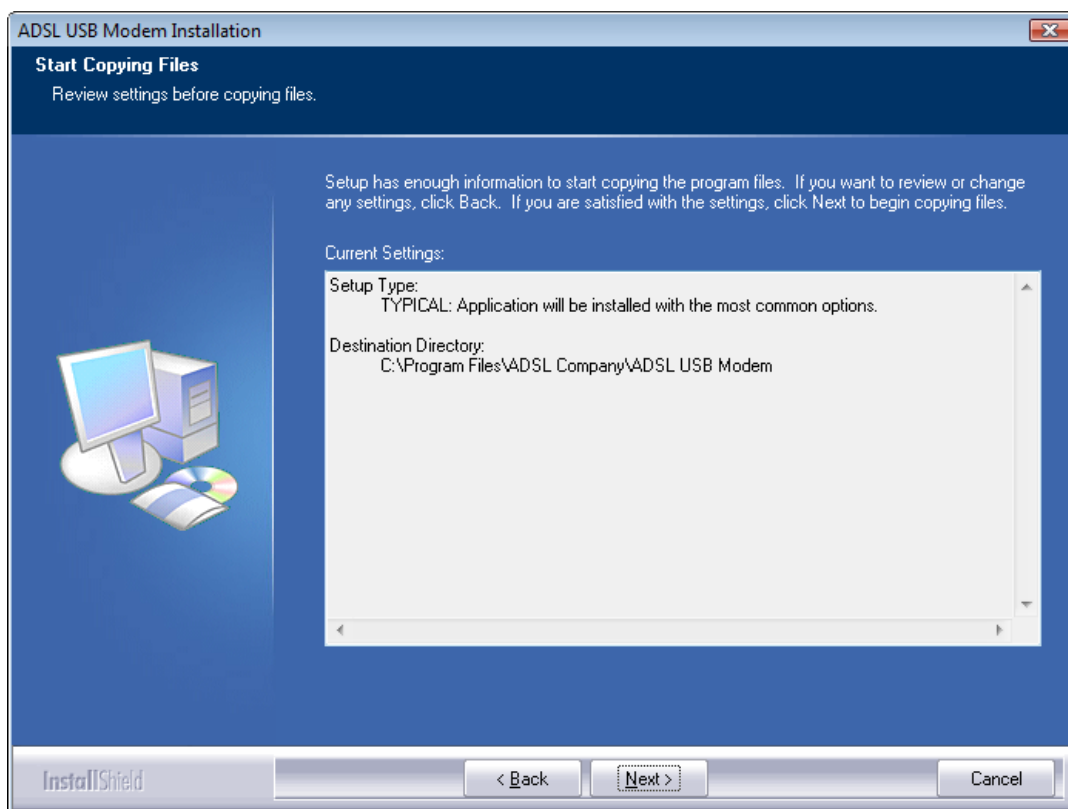 ADSL USB Modem Installation
Start Copying Files
Review settings before copying files.
Setup has enough information to start copying the program files. If you want to review or change
any settings, click Back. If you are satisfied with the settings, click Next to begin copying files.
Current Settings:
Setup Type:
TYPICAL: Application will be installed with the most common options.
Destination Directory:
C:\Program Files\ADSL Company\ADSL USB Modem
InstallShield
< Back
Next >
Cancel